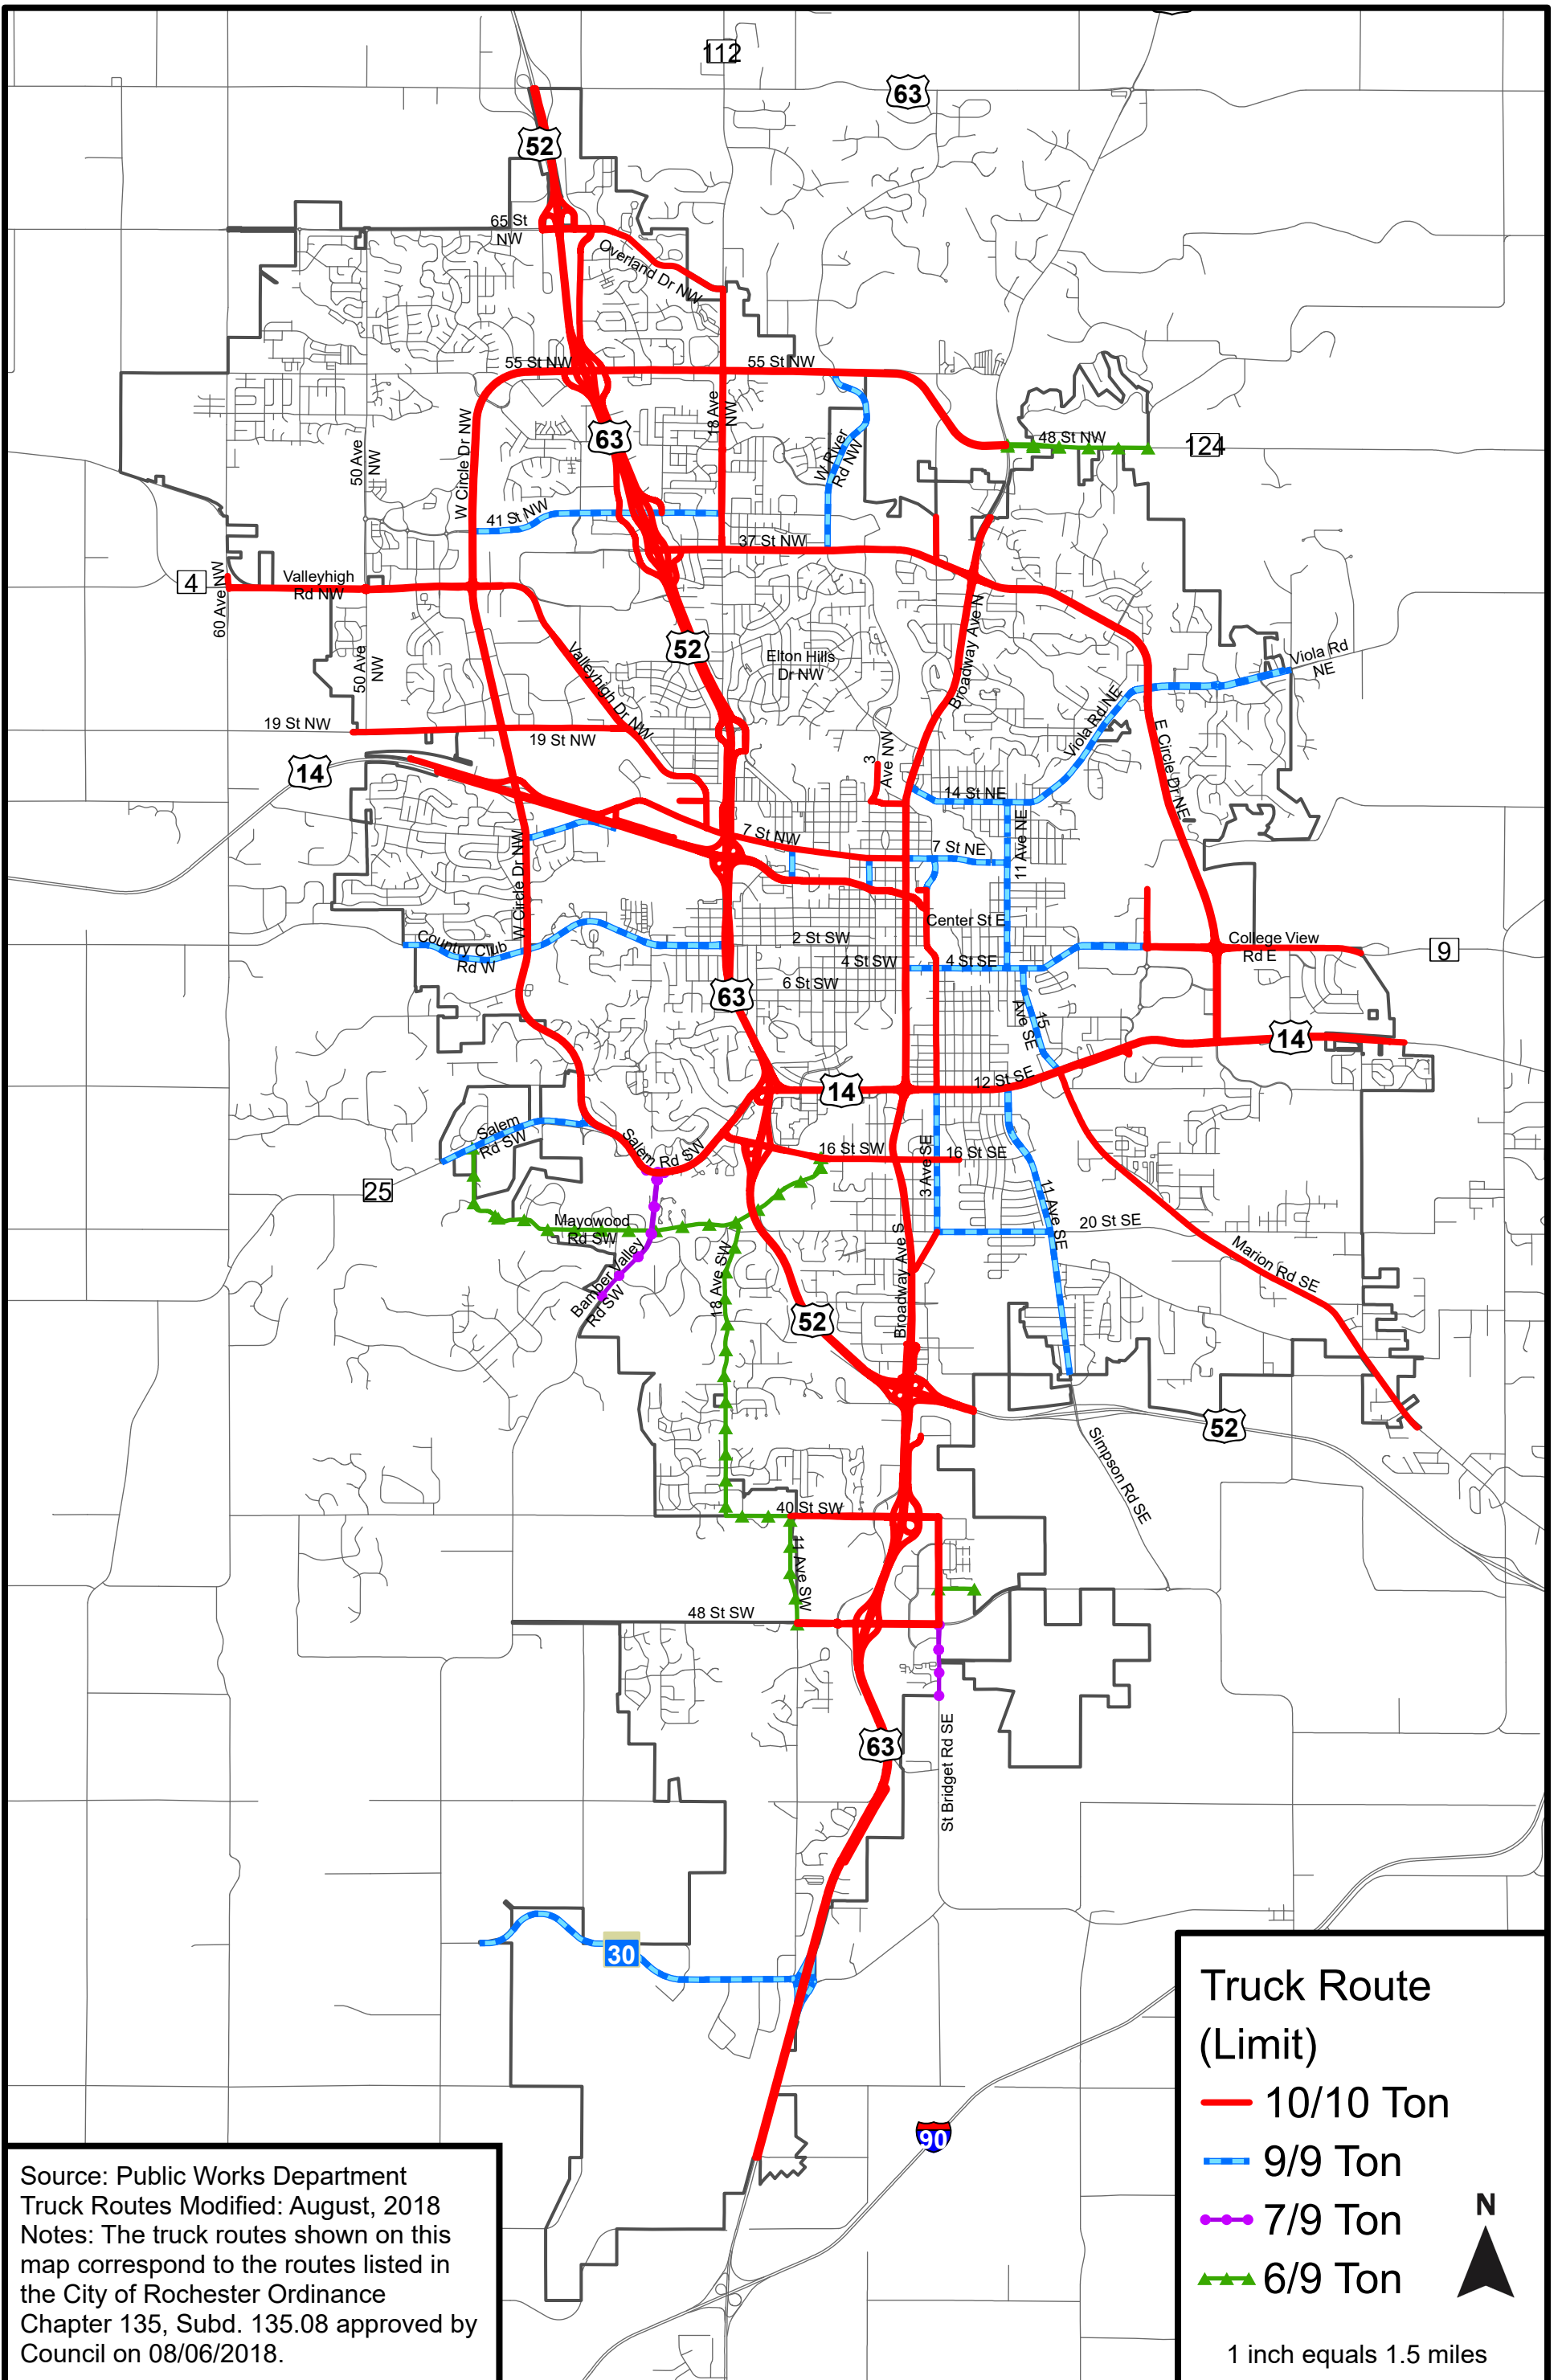 112
63
52
65 St
NW
Overland Dr NW
55 St NW
55 St NW
18 Ave
NW
63
W Circle Dr NW
50 Ave
NW
W River
Rd NW
48 St NW
124
41 St NW
37 St NW
4
Valleyhigh
Rd NW
60 Ave NW
50 Ave
NW
52
Elton Hills
Dr NW
Broadway Ave N
Viola Rd
NE
Viola Rd NE
Valleyhigh Dr NW
19 St NW
19 St NW
3
Ave NW
E Circle Dr NE
14
14 St NE
11 Ave NE
7 St NW
7 St NE
W Circle Dr NW
Center St E
Country Club
Rd W
2 St SW
4 St SW
4 St SE
6 St SW
College View
Rd E
9
63
15
Ave SE
14
14
12 St SE
Salem
Rd SW
Salem Rd SW
16 St SW
16 St SE
3 Ave SE
25
Mayowood
Rd SW
11 Ave SE
20 St SE
Bamber Valley
Rd SW
18 Ave SW
Broadway Ave S
Marion Rd SE
52
52
Simpson Rd SE
40 St SW
11 Ave SW
48 St SW
63
St Bridget Rd SE
30
90
Source: Public Works Department
Truck Routes Modified: August, 2018
Notes: The truck routes shown on this
map correspond to the routes listed in
the City of Rochester Ordinance
Chapter 135, Subd. 135.08 approved by
Council on 08/06/2018.
Truck Route
(Limit)
10/10 Ton
9/9 Ton
7/9 Ton
6/9 Ton
N
1 inch equals 1.5 miles